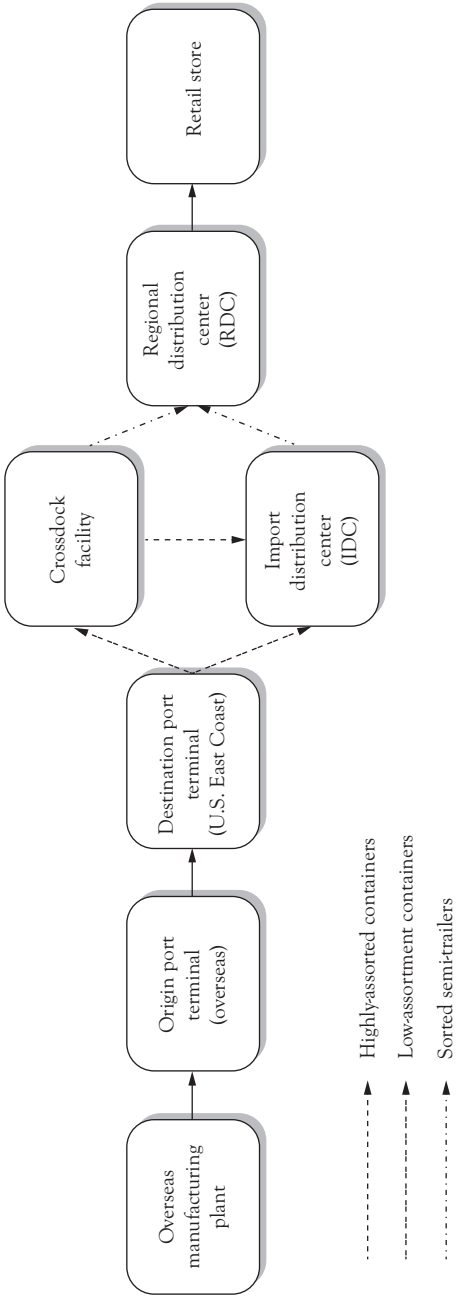 Overseas
manufacturing
plant
Origin port
terminal
(overseas)
Destination port
terminal
(U.S. East Coast)
Crossdock
facility
Import
distribution
center
(IDC)
Regional
distribution
center
(RDC)
Retail store
Highly-assorted containers
Low-assortment containers
Sorted semi-trailers